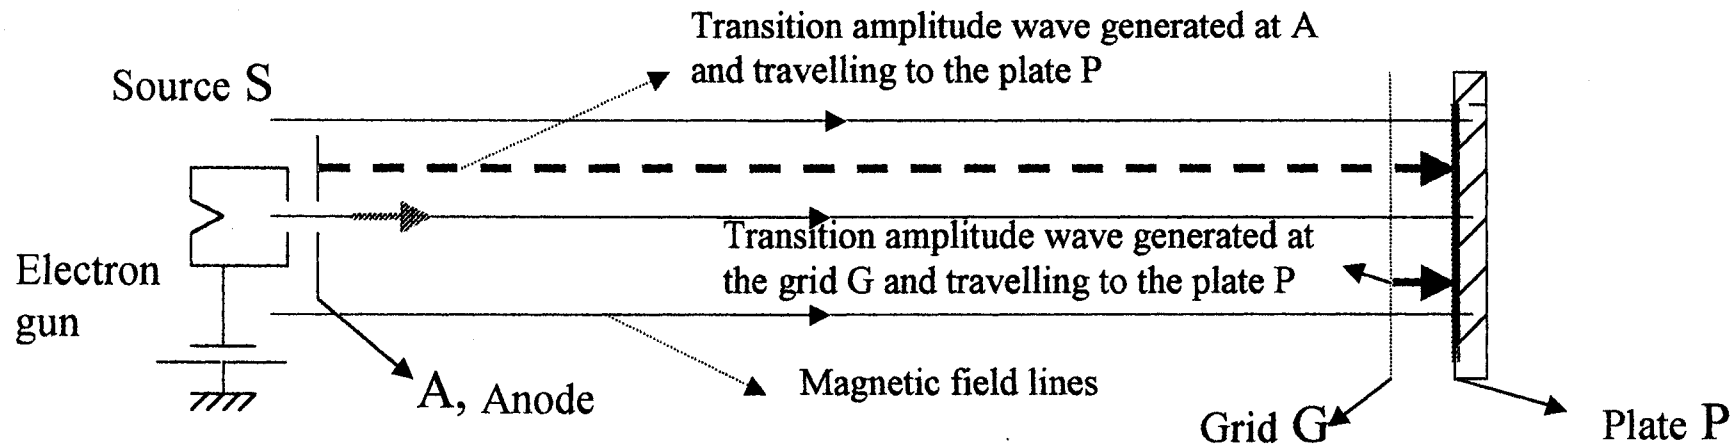 Transition amplitude wave generated at A
and travelling to the plate P
Source S
Transition amplitude wave generated at
the grid G and travelling to the plate P
Electron
gun
Magnetic field lines
A, Anode
Grid G
Plate P